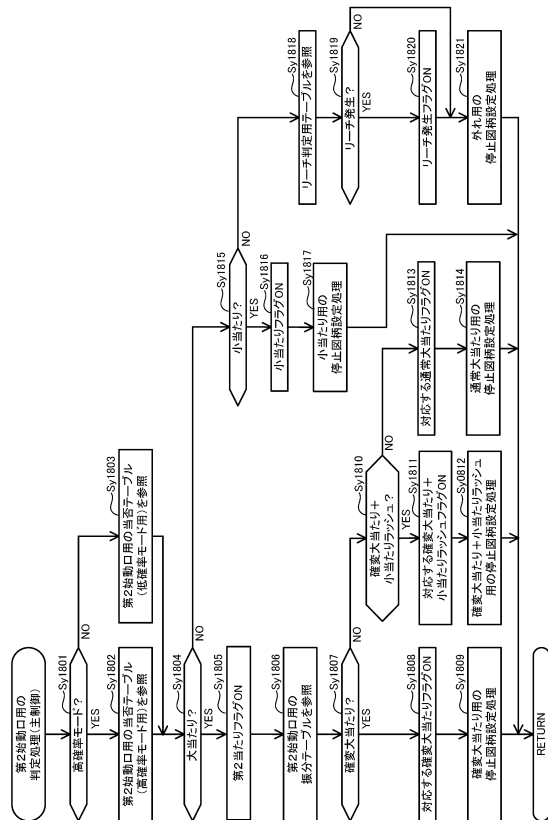 第2始動口用の
判定処理(主制御)
Sy1801
高確率モード?
NO
YES
Sy1802
第2始動口用の当否テーブル
(高確率モード用)を参照
Sy1803
第2始動口用の当否テーブル
(低確率モード用)を参照
Sy1804
大当たり?
NO
YES
Sy1805
第2当たりフラグON
Sy1806
第2始動口用の
振分テーブルを参照
Sy1807
確変大当たり?
NO
YES
Sy1808
対応する確変大当たりフラグON
Sy1809
確変大当たり用の
停止図柄設定処理
Sy1810
確変大当たり+
小当たりラッシュ?
NO
YES
Sy1811
対応する確変大当たり+
小当たりラッシュフラグON
Sy0812
確変大当たり+小当たりラッシュ
用の停止図柄設定処理
Sy1813
対応する通常大当たりフラグON
Sy1814
通常大当たり用の
停止図柄設定処理
Sy1815
小当たり?
NO
YES
Sy1816
小当たりフラグON
Sy1817
小当たり用の
停止図柄設定処理
Sy1818
リーチ判定用テーブルを参照
Sy1819
リーチ発生?
NO
YES
Sy1820
リーチ発生フラグON
Sy1821
外れ用の
停止図柄設定処理
RETURN